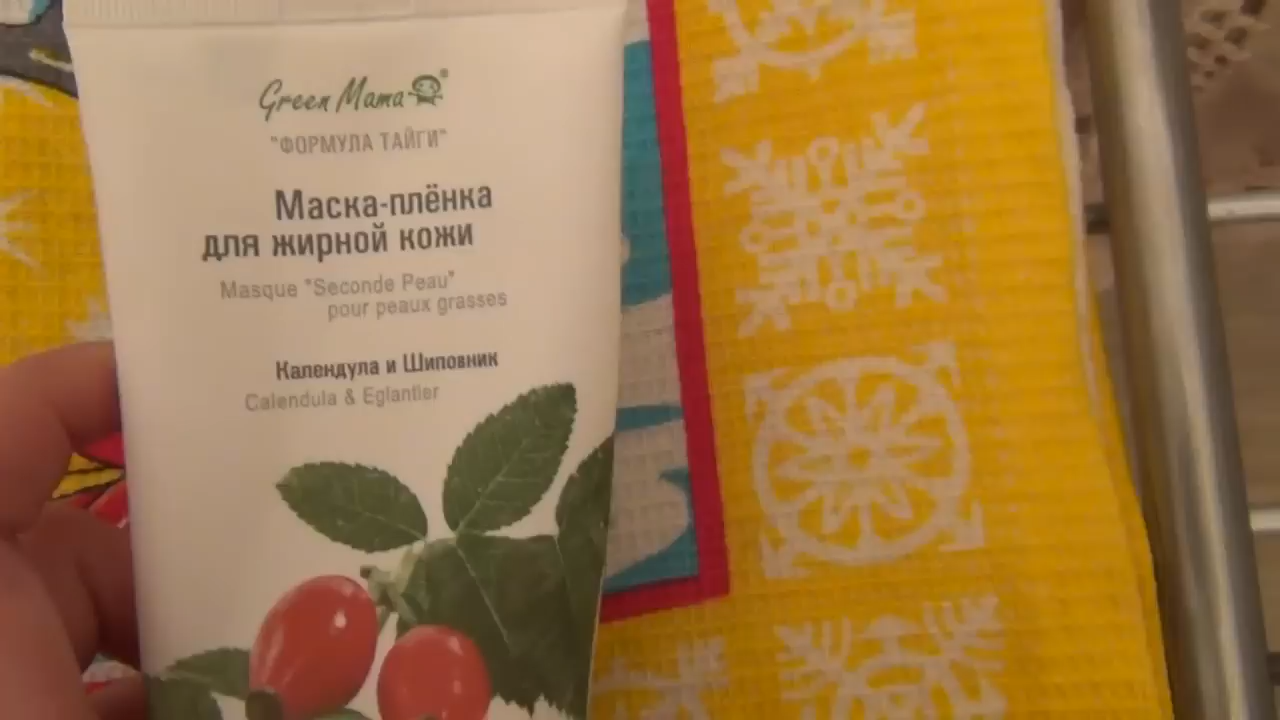 Green Mama®
"ФОРМУЛА ТАЙГИ"
Маска-плёнка
для жирной кожи
Masque "Seconde Peau"
pour peaux grasses
Календула и Шиповник
Calendula & Eglantier